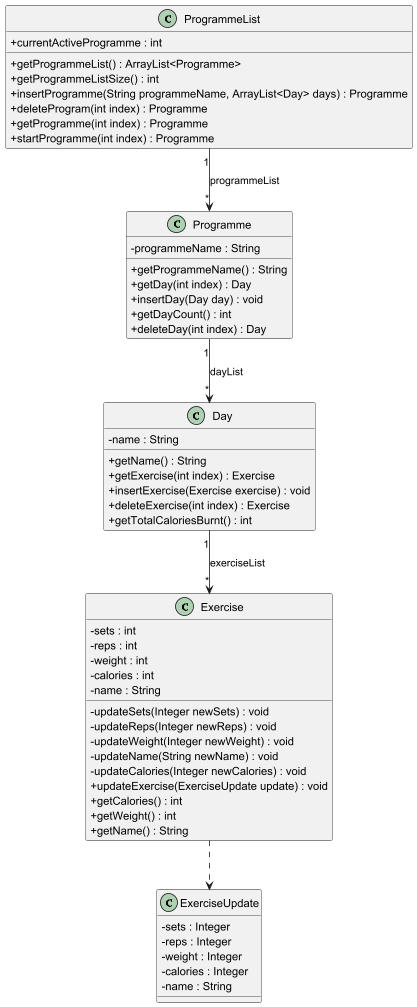 C ProgrammeList
+currentActiveProgramme : int
+getProgrammeList() : ArrayList<Programme>
+getProgrammeListSize() : int
+insertProgramme(String programmeName, ArrayList<Day> days) : Programme
+deleteProgram(int index) : Programme
+getProgramme(int index) : Programme
+startProgramme(int index) : Programme
1
programmeList
*
C Programme
-programmeName : String
+getProgrammeName() : String
+getDay(int index) : Day
+insertDay(Day day) : void
+getDayCount() : int
+deleteDay(int index) : Day
1
dayList
*
C Day
-name : String
+getName() : String
+getExercise(int index) : Exercise
+insertExercise(Exercise exercise) : void
+deleteExercise(int index) : Exercise
+getTotalCaloriesBurnt() : int
1
exerciseList
*
C Exercise
-sets : int
-reps : int
-weight : int
-calories : int
-name : String
-updateSets(Integer newSets) : void
-updateReps(Integer newReps) : void
-updateWeight(Integer newWeight) : void
-updateName(String newName) : void
-updateCalories(Integer newCalories) : void
+updateExercise(ExerciseUpdate update) : void
+getCalories() : int
+getWeight() : int
+getName() : String
C ExerciseUpdate
-sets : Integer
-reps : Integer
-weight : Integer
-calories : Integer
-name : String